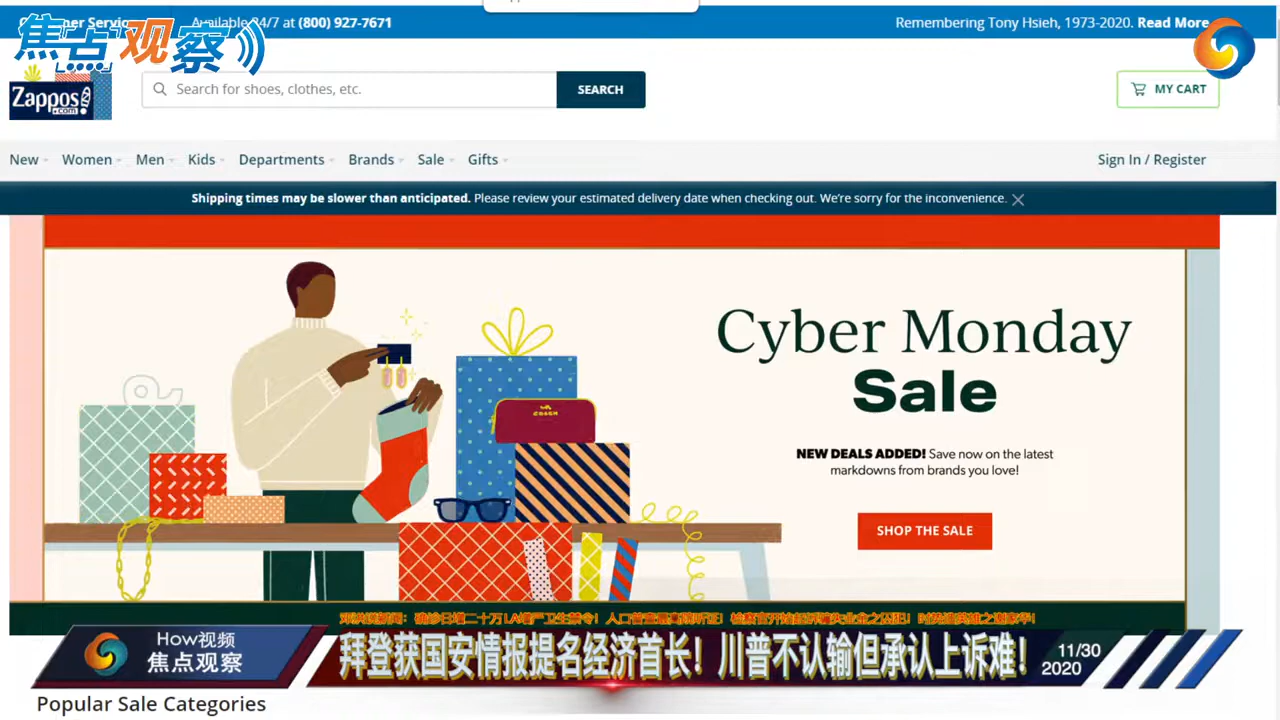 Available 24/7 at (800) 927-7671
Remembering Tony Hsieh, 1973-2020. Read More
焦点观察
Zappos
.com
Search for shoes, clothes, etc.
SEARCH
MY CART
New
Women
Men
Kids
Departments
Brands
Sale
Gifts
Sign In / Register
Shipping times may be slower than anticipated. Please review your estimated delivery date when checking out. We're sorry for the inconvenience.
Cyber Monday
Sale
COACH
NEW DEALS ADDED! Save now on the latest
markdowns from brands you love!
SHOP THE SALE
How视频
焦点观察
拜登获国安情报提名经济首长！川普不认输但承认上诉难！
11/30
2020
Popular Sale Categories